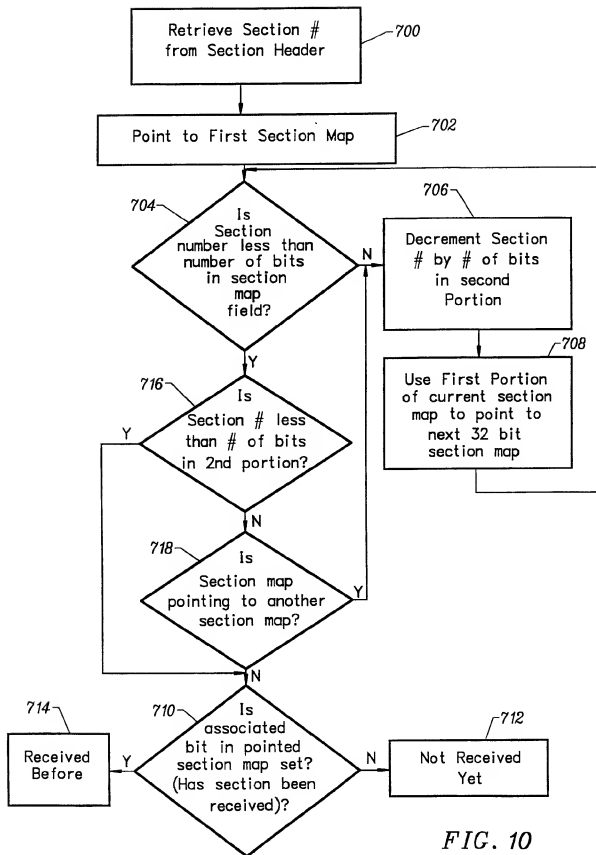 Retrieve Section #
from Section Header
700
Point to First Section Map
702
704
Is
Section
number less than
number of bits
in section
map
field?
N
Y
706
Decrement Section
# by # of bits
in second
Portion
708
Use First Portion
of current section
map to point to
next 32 bit
section map
716
Is
Section # less
than # of bits
in 2nd portion?
Y
N
718
Is
Section map
pointing to another
section map?
Y
N
710
Is
associated
bit in pointed
section map set?
(Has section been
received)?
Y
N
714
Received
Before
712
Not Received
Yet
FIG. 10